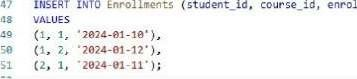 47 INSERT INTO Enrollments (student_id, course_id, enrol
48 VALUES
49 (1, 1, '2024-01-10'),
50 (1, 2, '2024-01-12'),
51 (2, 1, '2024-01-11');